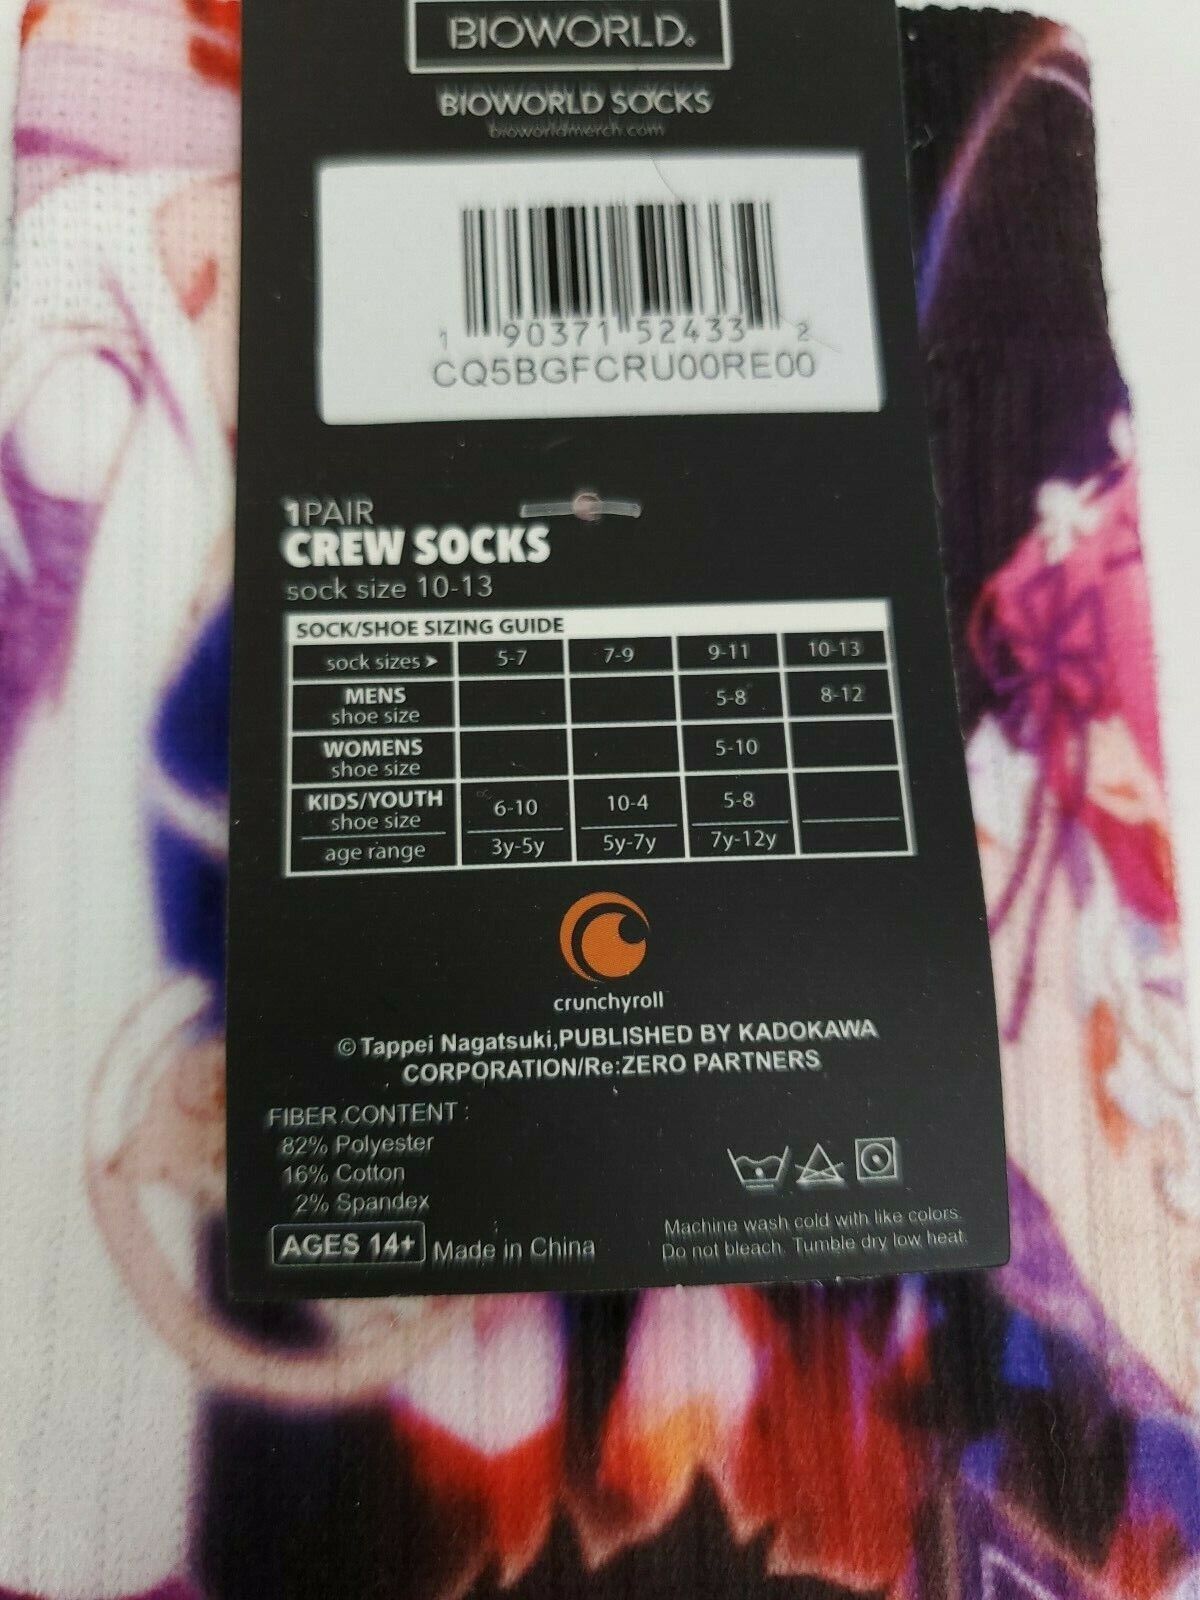 BIOWORLD®
BIOWORLD SOCKS
bioworldmerch.com
1 90371 52433 2
CQ5BGFCRU00RE00
1 PAIR
CREW SOCKS
sock size 10-13
SOCK/SHOE SIZING GUIDE
sock sizes ➤ 5-7 7-9 9-11 10-13
MENS shoe size 5-8 8-12
WOMENS shoe size 5-10
KIDS/YOUTH shoe size 6-10 10-4 5-8
age range 3y-5y 5y-7y 7y-12y
crunchyroll
© Tappei Nagatsuki,PUBLISHED BY KADOKAWA
CORPORATION/Re:ZERO PARTNERS
FIBER CONTENT :
82% Polyester
16% Cotton
2% Spandex
AGES 14+ Made in China
Machine wash cold with like colors.
Do not bleach. Tumble dry low heat.